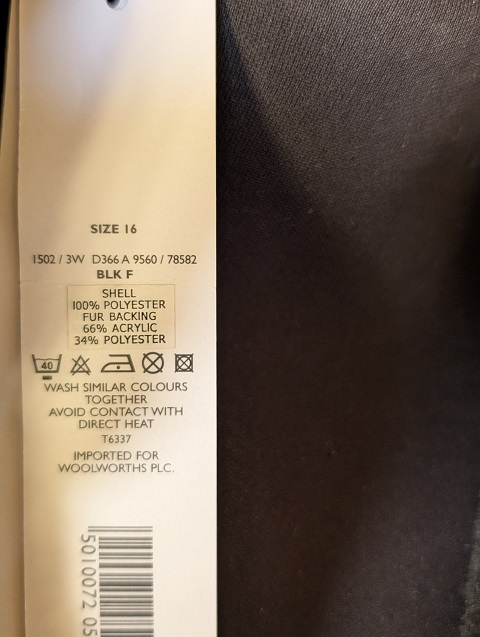 SIZE 16
1502 / 3W D366 A 9560 / 78582
BLK F
SHELL
100% POLYESTER
FUR BACKING
66% ACRYLIC
34% POLYESTER
40
WASH SIMILAR COLOURS
TOGETHER
AVOID CONTACT WITH
DIRECT HEAT
T6337
IMPORTED FOR
WOOLWORTHS PLC.
5010072 05